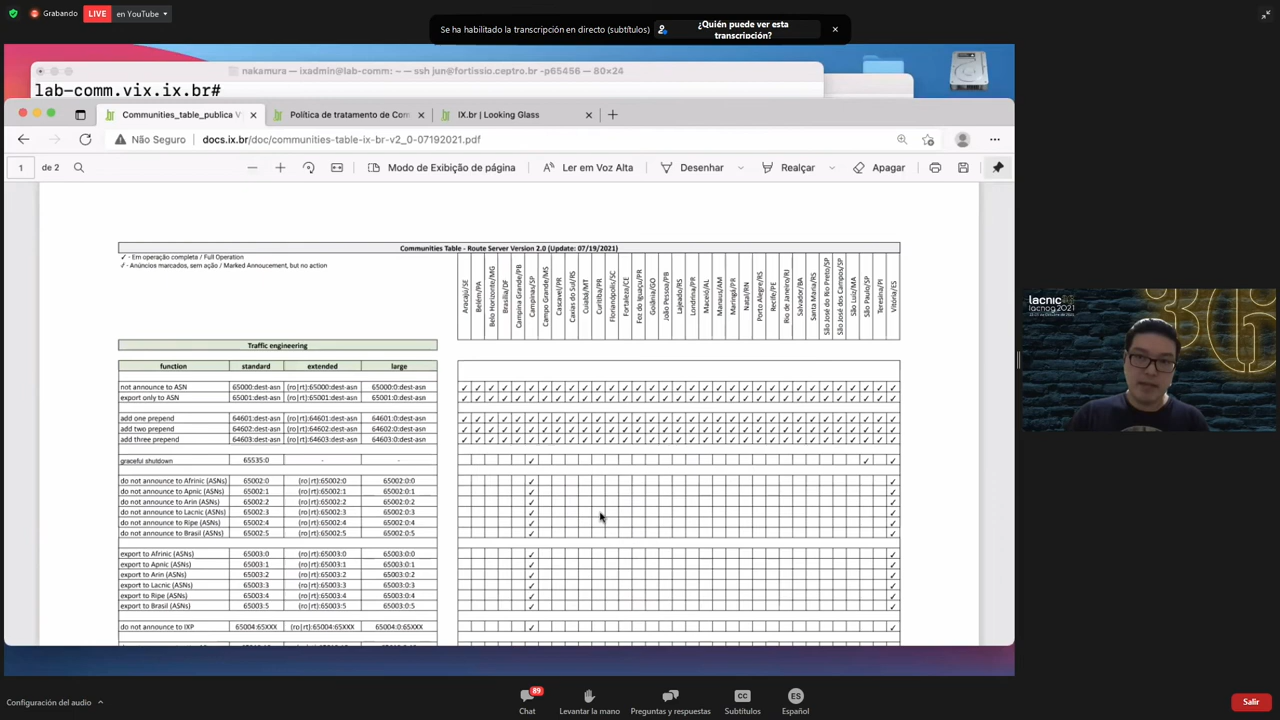 Grabando
LIVE
en YouTube
Se ha habilitado la transcripción en directo (subtítulos)
¿Quién puede ver esta
transcripción?
nakamura — ixadmin@lab-comm: ~ — ssh jun@fortissio.ceptro.br -p65456 — 80×24
lab-comm.vix.ix.br#
Communities_table_publica V
Política de tratamento de Com
IX.br | Looking Glass
Não Seguro
docs.ix.br/doc/communities-table-ix-br-v2_0-07192021.pdf
1
de 2
Modo de Exibição de página
Ler em Voz Alta
Desenhar
Realçar
Apagar
Communities Table - Route Server Version 2.0 (Update: 07/19/2021)
✓ - Em operação completa / Full Operation
✓ - Anúncios marcados, sem ação / Marked Annoucement, but no action
Aracajú/SE
Belém/PA
Belo Horizonte/MG
Brasília/DF
Campina Grande/PB
Campinas/SP
Campo Grande/MS
Cascavel/PR
Caxias do Sul/RS
Cuiabá/MT
Curitiba/PR
Florianópolis/SC
Fortaleza/CE
Foz do Iguaçu/PR
Goiânia/GO
João Pessoa/PB
Lajeado/RS
Londrina/PR
Maceió/AL
Manaus/AM
Maringá/PR
Natal/RN
Porto Alegre/RS
Recife/PE
Rio de Janeiro/RJ
Salvador/BA
Santa Maria/RS
São José do Rio Preto/SP
São José dos Campos/SP
São Luís/MA
São Paulo/SP
Teresina/PI
Vitória/ES
Traffic engineering
function standard extended large
not announce to ASN 65000:dest-asn (ro|rt):65000:dest-asn 65000:0:dest-asn
export only to ASN 65001:dest-asn (ro|rt):65001:dest-asn 65001:0:dest-asn
add one prepend 64601:dest-asn (ro|rt):64601:dest-asn 64601:0:dest-asn
add two prepend 64602:dest-asn (ro|rt):64602:dest-asn 64602:0:dest-asn
add three prepend 64603:dest-asn (ro|rt):64603:dest-asn 64603:0:dest-asn
graceful shutdown 65535:0 - -
do not announce to Afrinic (ASNs) 65002:0 (ro|rt):65002:0 65002:0:0
do not announce to Apnic (ASNs) 65002:1 (ro|rt):65002:1 65002:0:1
do not announce to Arin (ASNs) 65002:2 (ro|rt):65002:2 65002:0:2
do not announce to Lacnic (ASNs) 65002:3 (ro|rt):65002:3 65002:0:3
do not announce to Ripe (ASNs) 65002:4 (ro|rt):65002:4 65002:0:4
do not announce to Brasil (ASNs) 65002:5 (ro|rt):65002:5 65002:0:5
export to Afrinic (ASNs) 65003:0 (ro|rt):65003:0 65003:0:0
export to Apnic (ASNs) 65003:1 (ro|rt):65003:1 65003:0:1
export to Arin (ASNs) 65003:2 (ro|rt):65003:2 65003:0:2
export to Lacnic (ASNs) 65003:3 (ro|rt):65003:3 65003:0:3
export to Ripe (ASNs) 65003:4 (ro|rt):65003:4 65003:0:4
export to Brasil (ASNs) 65003:5 (ro|rt):65003:5 65003:0:5
do not announce to IXP 65004:65XXX (ro|rt):65004:65XXX 65004:0:65XXX
lacnic 36
lacnog 2021
Configuración del audio
89
Chat
Levantar la mano
Preguntas y respuestas
CC
Subtítulos
ES
Español
Salir